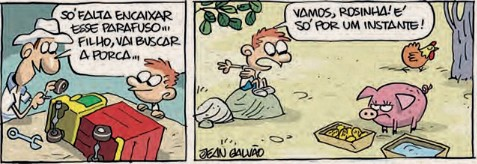 SÓ FALTA ENCAIXAR
ESSE PARAFUSO...
FILHO, VAI BUSCAR
A PORCA...
VAMOS, ROSINHA! E'
SÓ POR UM INSTANTE!
JEAN GALVÃO